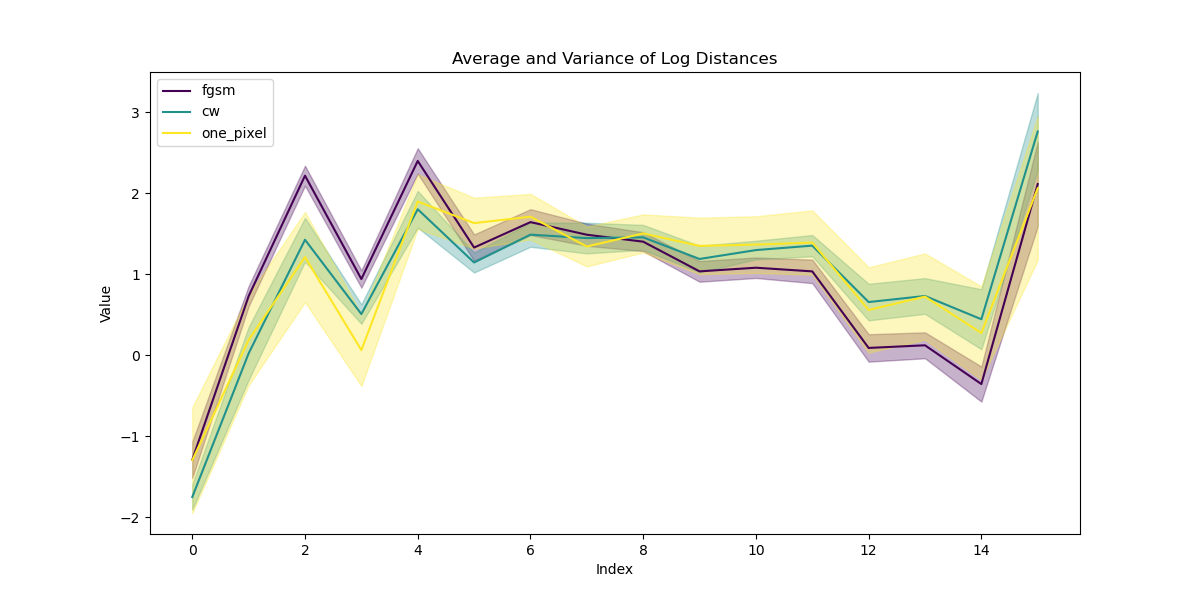 Average and Variance of Log Distances
fgsm
cw
one_pixel
3
2
1
0
−1
−2
Value
0 2 4 6 8 10 12 14
Index